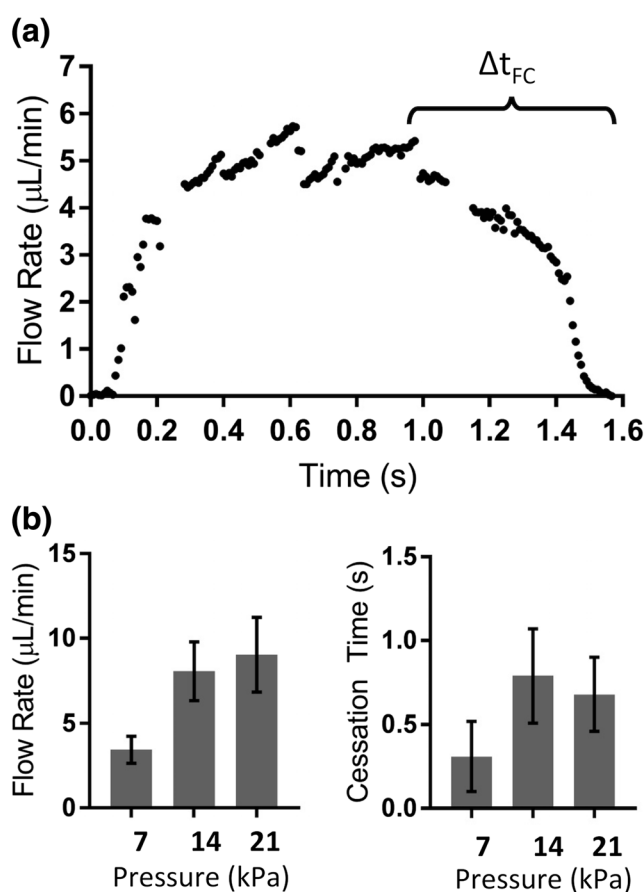 (a)
Δt_FC
7
6
5
4
3
2
1
0
Flow Rate (μL/min)
0.0 0.2 0.4 0.6 0.8 1.0 1.2 1.4 1.6
Time (s)
(b)
15
10
5
0
Flow Rate (μL/min)
7 14 21
Pressure (kPa)
1.5
1.0
0.5
0.0
Cessation Time (s)
7 14 21
Pressure (kPa)